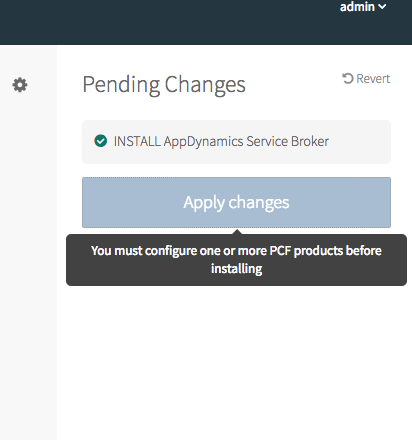 admin
Pending Changes
Revert
INSTALL AppDynamics Service Broker
Apply changes
You must configure one or more PCF products before
installing